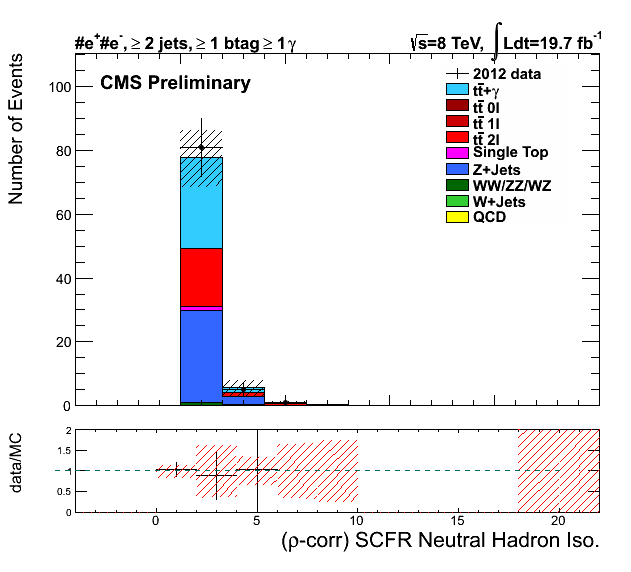 #e⁺#e⁻, ≥ 2 jets, ≥ 1 btag ≥ 1 γ
√s=8 TeV, ∫ Ldt=19.7 fb⁻¹
CMS Preliminary
Number of Events
100
80
60
40
20
0
2012 data
tt̄+γ
tt̄ 0l
tt̄ 1l
tt̄ 2l
Single Top
Z+Jets
WW/ZZ/WZ
W+Jets
QCD
data/MC
2
1.5
1
0.5
0
0 5 10 15 20
(ρ-corr) SCFR Neutral Hadron Iso.